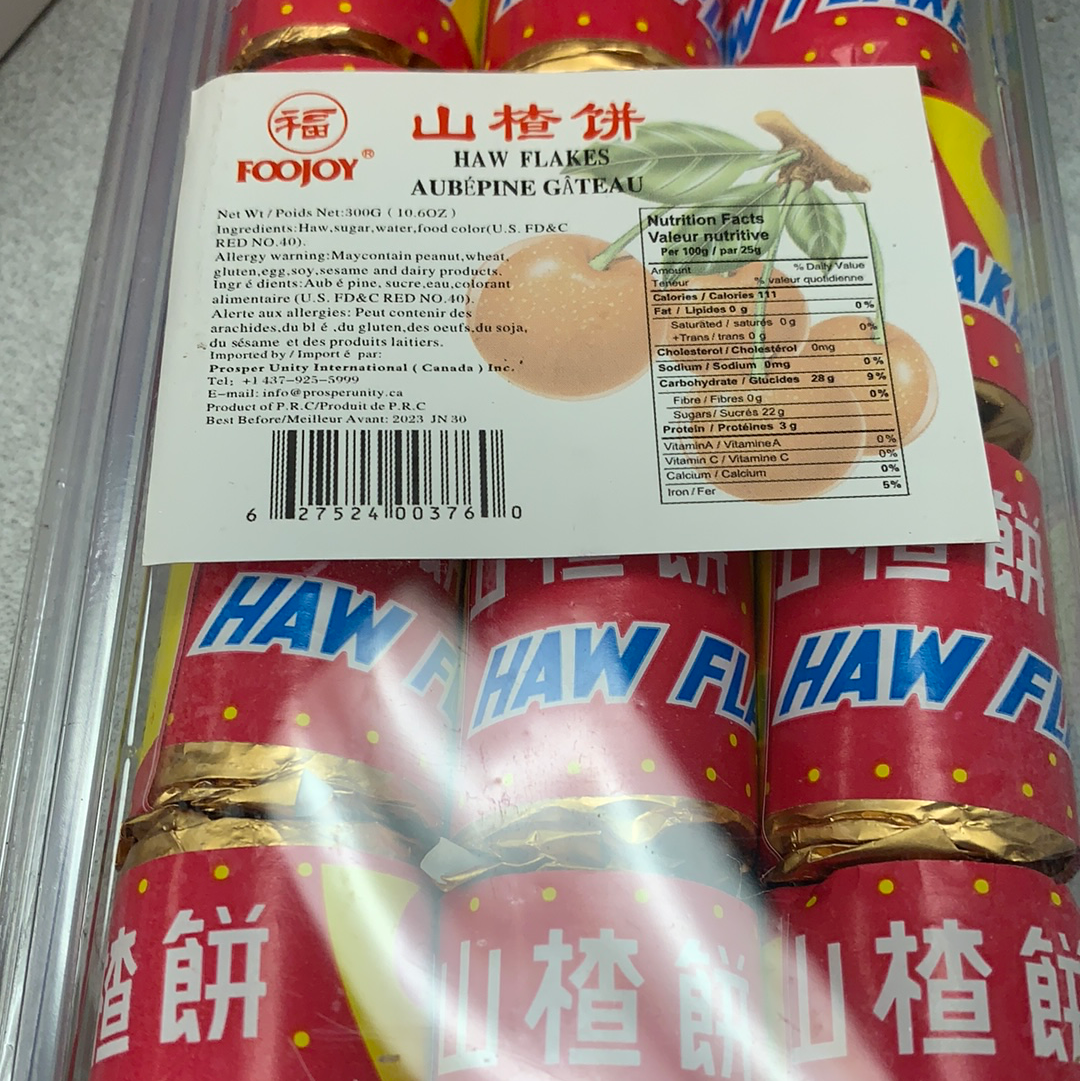 福
FOOJOY®
山楂饼
HAW FLAKES
AUBÉPINE GÂTEAU
Net Wt / Poids Net:300G ( 10.6OZ )
Ingredients:Haw,sugar,water,food color(U.S. FD&C
RED NO.40).
Allergy warning:Maycontain peanut,wheat,
gluten,egg,soy,sesame and dairy products.
Ingr é dients:Aub é pine, sucre,eau,colorant
alimentaire (U.S. FD&C RED NO.40).
Alerte aux allergies: Peut contenir des
arachides,du bl é ,du gluten,des oeufs,du soja,
du sésame et des produits laitiers.
Imported by / Import é par:
Prosper Unity International ( Canada ) Inc.
Tel: +1 437-925-5999
E-mail: info@prosperunity.ca
Product of P.R.C/Produit de P.R.C
Best Before/Meilleur Avant: 2023 JN 30
6 27524 00376 0
Nutrition Facts
Valeur nutritive
Per 100g / par 25g
Amount % Daily Value
Teneur % valeur quotidienne
Calories / Calories 111
Fat / Lipides 0 g 0%
Saturated / saturés 0 g 0%
+Trans / trans 0 g
Cholesterol / Cholestérol 0mg
Sodium / Sodium 0mg 0%
Carbohydrate / Glucides 28 g 9%
Fibre / Fibres 0g 0%
Sugars / Sucrés 22 g
Protein / Protéines 3 g
VitaminA / VitamineA 0%
Vitamin C / Vitamine C 0%
Calcium / Calcium 0%
Iron / Fer 5%
山楂餅
HAW F
HAW FL
HAW FL
楂餅
山楂餅
山楂餅